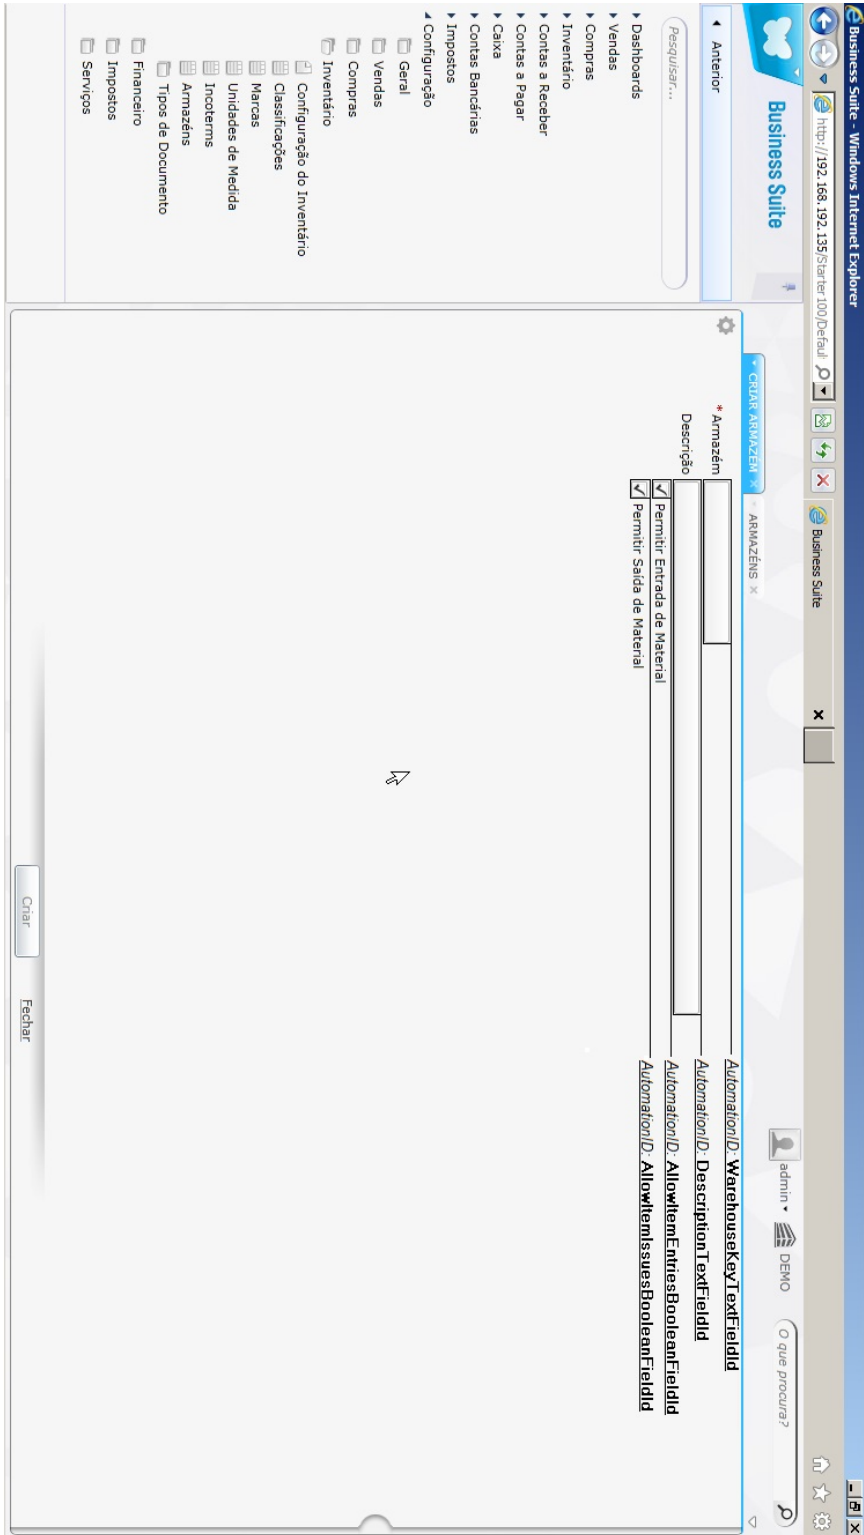 Business Suite - Windows Internet Explorer
http://192.168.192.135/Starter100/Defaul
Business Suite
Business Suite
admin
DEMO
O que procura?
Anterior
CRIAR ARMAZÉM
ARMAZÉNS
Pesquisar...
Dashboards
Vendas
Compras
Inventário
Contas a Receber
Contas a Pagar
Caixa
Contas Bancárias
Impostos
Configuração
Geral
Vendas
Compras
Inventário
Configuração do Inventário
Classificações
Marcas
Unidades de Medida
Incoterms
Armazéns
Tipos de Documento
Financeiro
Impostos
Serviços
* Armazém
AutomationID: WarehouseKeyTextFieldId
Descrição
AutomationID: DescriptionTextFieldId
Permitir Entrada de Material
AutomationID: AllowItemEntriesBooleanFieldId
Permitir Saída de Material
AutomationID: AllowItemIssuesBooleanFieldId
Criar
Fechar